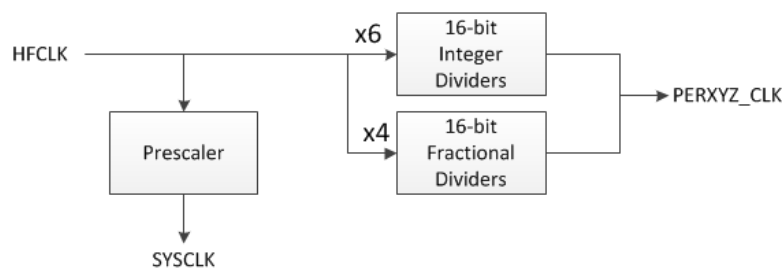 HFCLK
x6
16-bit
Integer
Dividers
PERXYZ_CLK
x4
16-bit
Fractional
Dividers
Prescaler
SYSCLK